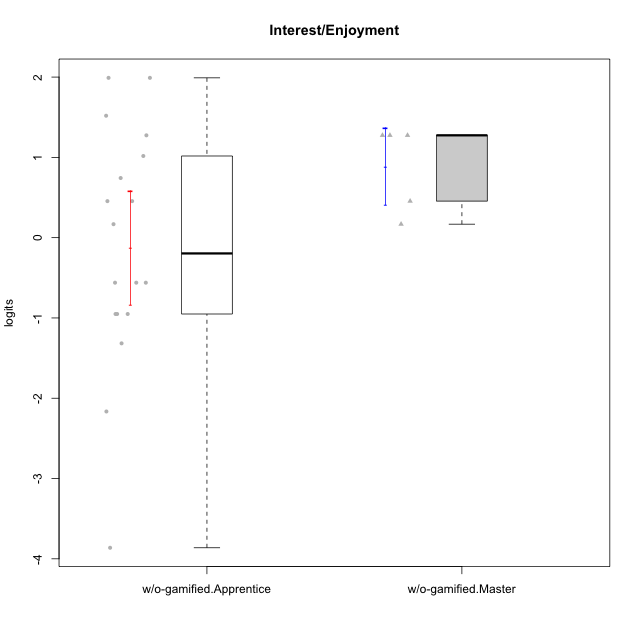 Interest/Enjoyment
2
1
0
-1
-2
-3
-4
logits
w/o-gamified.Apprentice
w/o-gamified.Master